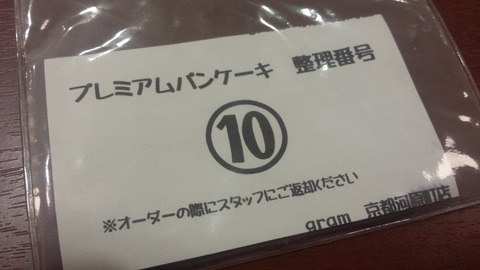 プレミアムパンケーキ　整理番号
⑩
※オーダーの際にスタッフにご返却ください
gram　京都河原町店